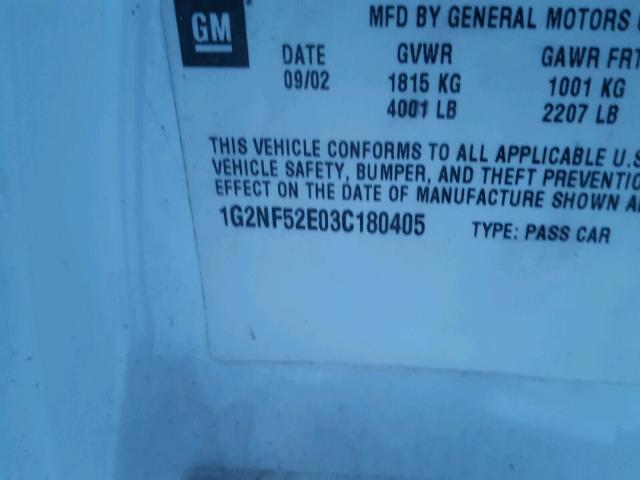 GM
MFD BY GENERAL MOTORS
DATE GVWR GAWR FRT
09/02 1815 KG 1001 KG
4001 LB 2207 LB
THIS VEHICLE CONFORMS TO ALL APPLICABLE U.S
VEHICLE SAFETY, BUMPER, AND THEFT PREVENTIO
EFFECT ON THE DATE OF MANUFACTURE SHOWN A
1G2NF52E03C180405 TYPE: PASS CAR